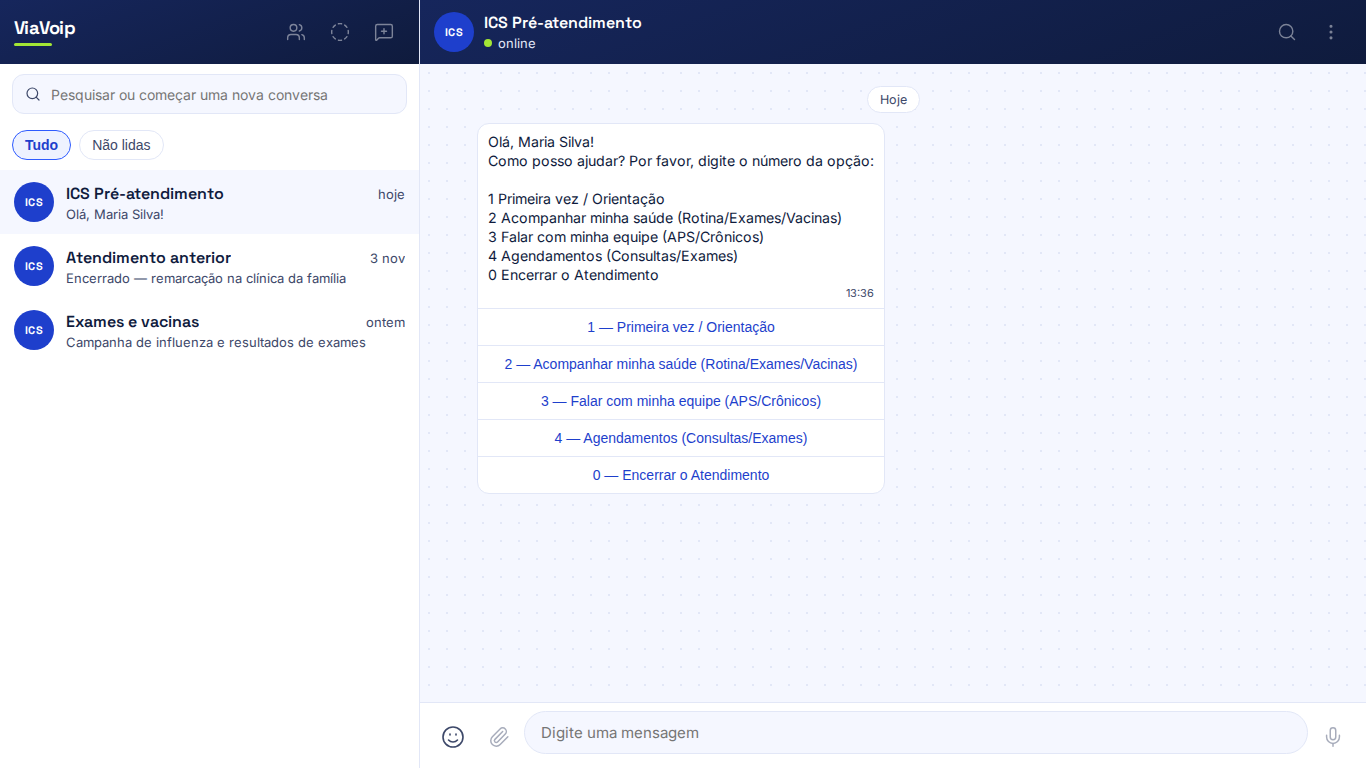 ViaVoip
Pesquisar ou começar uma nova conversa
Tudo
Não lidas
ICS
ICS Pré-atendimento
hoje
Olá, Maria Silva!
ICS
Atendimento anterior
3 nov
Encerrado — remarcação na clínica da família
ICS
Exames e vacinas
ontem
Campanha de influenza e resultados de exames
ICS
ICS Pré-atendimento
online
Hoje
Olá, Maria Silva!
Como posso ajudar? Por favor, digite o número da opção:
1 Primeira vez / Orientação
2 Acompanhar minha saúde (Rotina/Exames/Vacinas)
3 Falar com minha equipe (APS/Crônicos)
4 Agendamentos (Consultas/Exames)
0 Encerrar o Atendimento
13:36
1 — Primeira vez / Orientação
2 — Acompanhar minha saúde (Rotina/Exames/Vacinas)
3 — Falar com minha equipe (APS/Crônicos)
4 — Agendamentos (Consultas/Exames)
0 — Encerrar o Atendimento
Digite uma mensagem